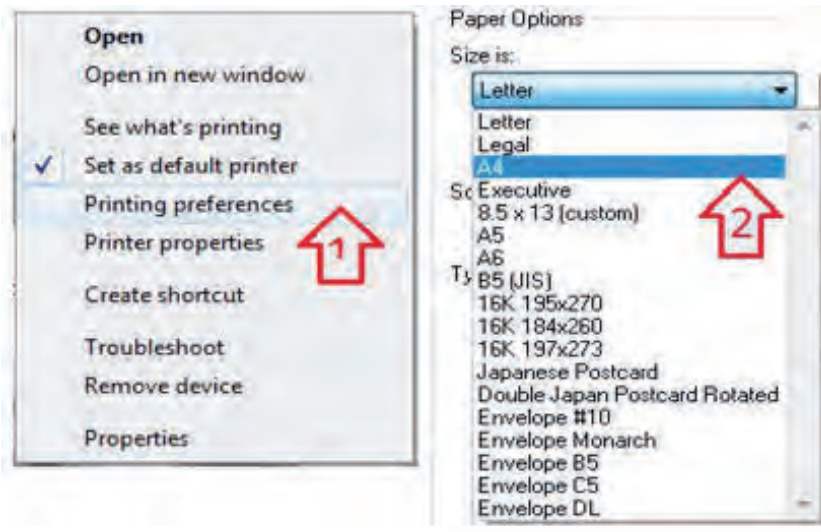 Open
Open in new window
See what's printing
Set as default printer
Printing preferences
Printer properties
Create shortcut
Troubleshoot
Remove device
Properties
1
Paper Options
Size is:
Letter
Letter
Legal
A4
Executive
8.5 x 13 (custom)
A5
A6
B5 (JIS)
16K 195x270
16K 184x260
16K 197x273
Japanese Postcard
Double Japan Postcard Rotated
Envelope #10
Envelope Monarch
Envelope B5
Envelope C5
Envelope DL
2